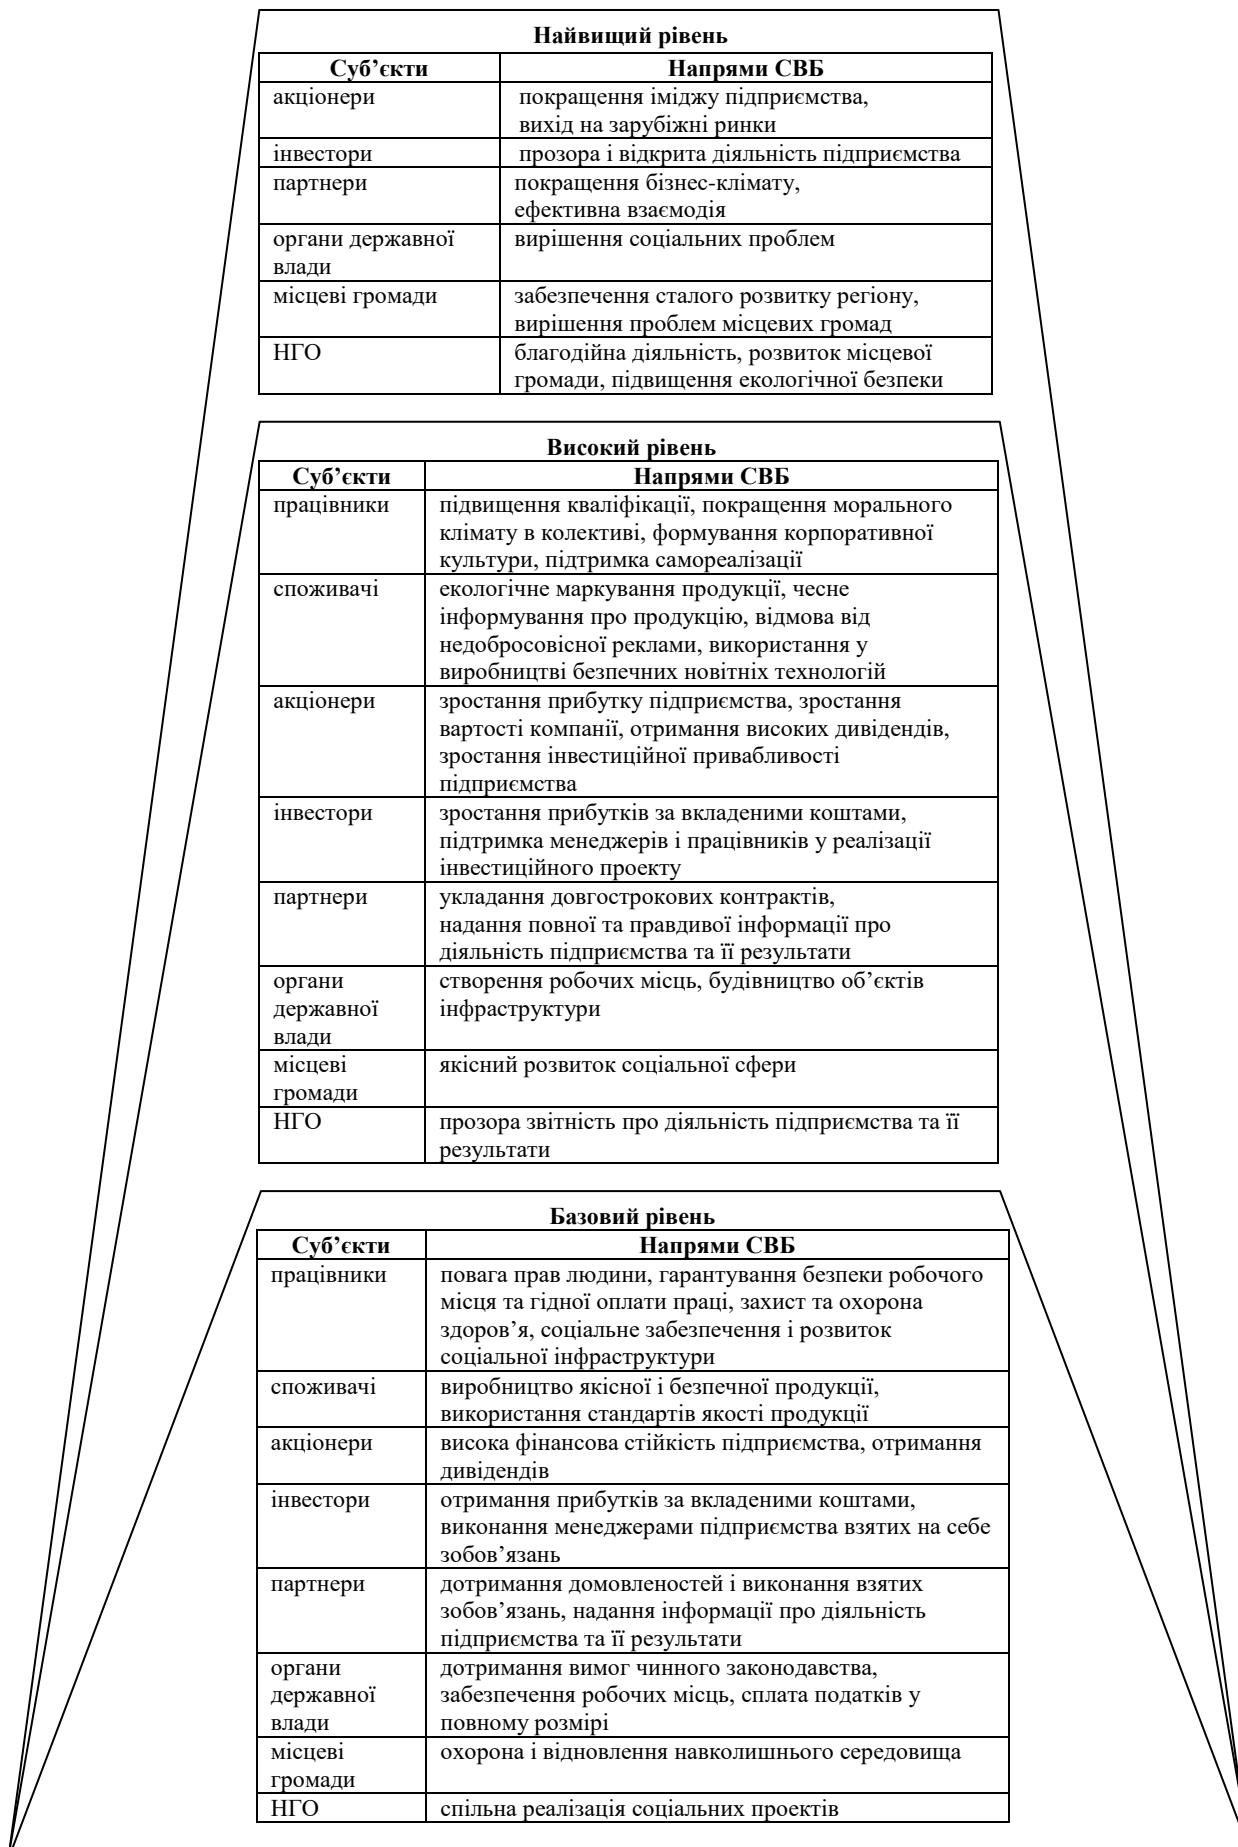 Найвищий рівень
Суб’єкти Напрями СВБ
акціонери покращення іміджу підприємства,
вихід на зарубіжні ринки
інвестори прозора і відкрита діяльність підприємства
партнери покращення бізнес-клімату,
ефективна взаємодія
органи державної вирішення соціальних проблем
влади
місцеві громади забезпечення сталого розвитку регіону,
вирішення проблем місцевих громад
НГО благодійна діяльність, розвиток місцевої
громади, підвищення екологічної безпеки
Високий рівень
Суб’єкти Напрями СВБ
працівники підвищення кваліфікації, покращення морального
клімату в колективі, формування корпоративної
культури, підтримка самореалізації
споживачі екологічне маркування продукції, чесне
інформування про продукцію, відмова від
недобросовісної реклами, використання у
виробництві безпечних новітніх технологій
акціонери зростання прибутку підприємства, зростання
вартості компанії, отримання високих дивідендів,
зростання інвестиційної привабливості
підприємства
інвестори зростання прибутків за вкладеними коштами,
підтримка менеджерів і працівників у реалізації
інвестиційного проекту
партнери укладання довгострокових контрактів,
надання повної та правдивої інформації про
діяльність підприємства та її результати
органи створення робочих місць, будівництво об’єктів
державної інфраструктури
влади
місцеві якісний розвиток соціальної сфери
громади
НГО прозора звітність про діяльність підприємства та її
результати
Базовий рівень
Суб’єкти Напрями СВБ
працівники повага прав людини, гарантування безпеки робочого
місця та гідної оплати праці, захист та охорона
здоров’я, соціальне забезпечення і розвиток
соціальної інфраструктури
споживачі виробництво якісної і безпечної продукції,
використання стандартів якості продукції
акціонери висока фінансова стійкість підприємства, отримання
дивідендів
інвестори отримання прибутків за вкладеними коштами,
виконання менеджерами підприємства взятих на себе
зобов’язань
партнери дотримання домовленостей і виконання взятих
зобов’язань, надання інформації про діяльність
підприємства та її результати
органи дотримання вимог чинного законодавства,
державної забезпечення робочих місць, сплата податків у
влади повному розмірі
місцеві охорона і відновлення навколишнього середовища
громади
НГО спільна реалізація соціальних проектів